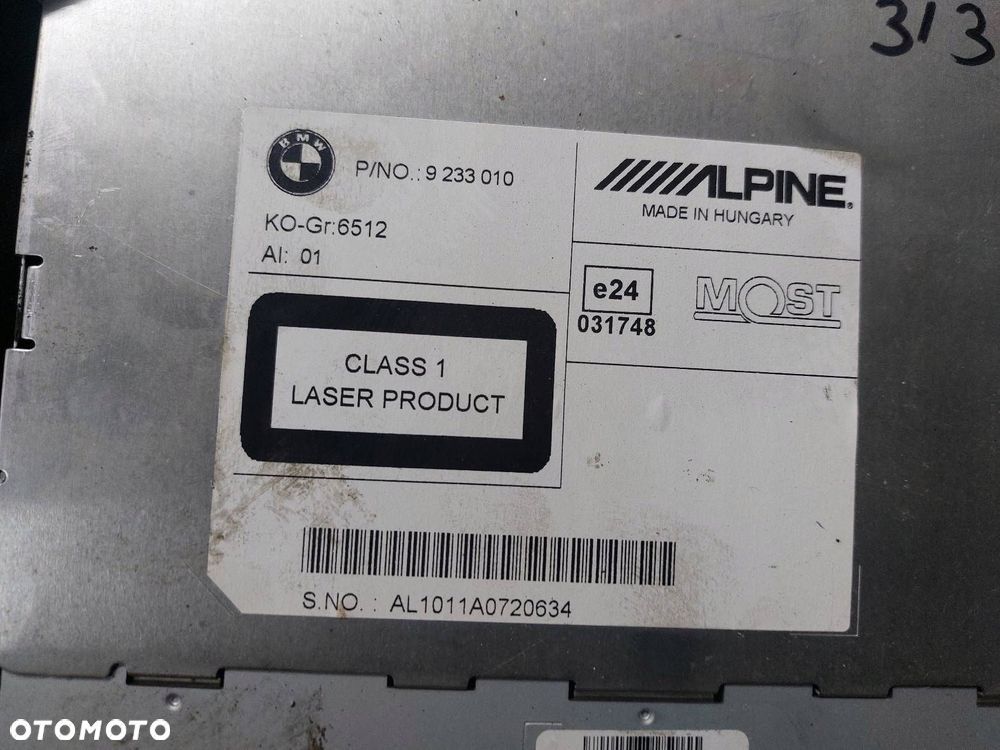 313
BMW
P/NO.: 9 233 010
ALPINE
MADE IN HUNGARY
KO-Gr:6512
AI: 01
e24
031748
MOST
CLASS 1
LASER PRODUCT
S.NO. : AL1011A0720634
OTOMOTO